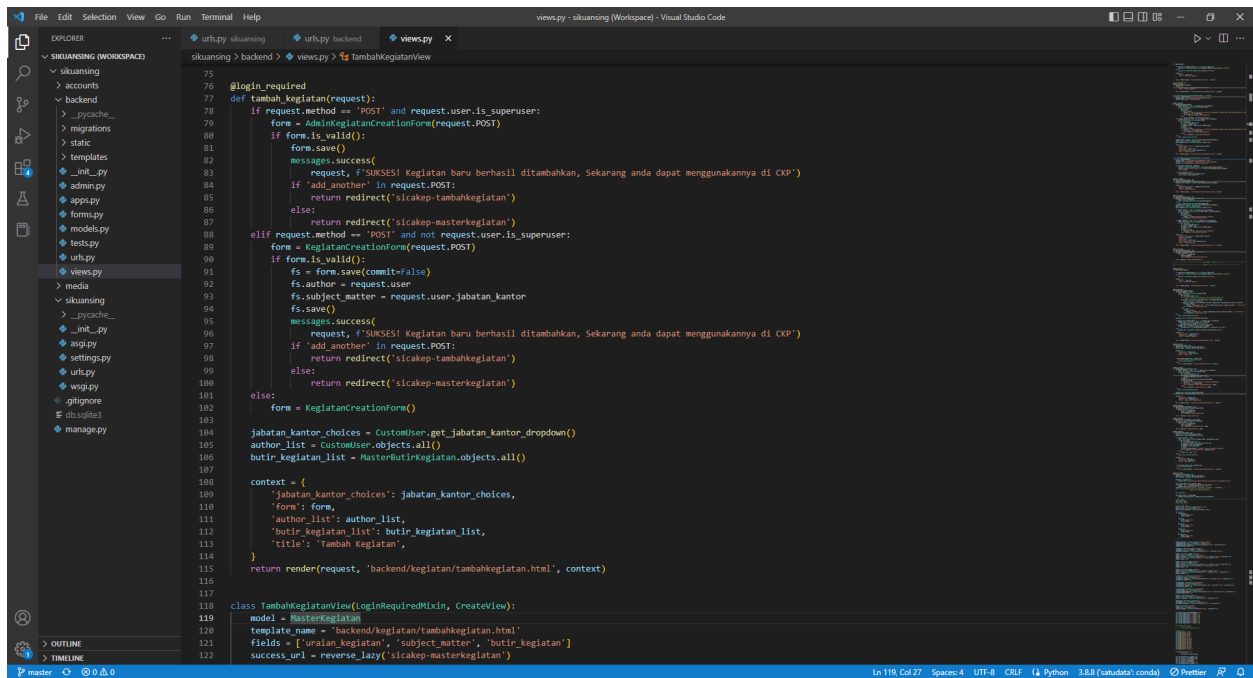 File Edit Selection View Go Run Terminal Help
views.py - sikuansing (Workspace) - Visual Studio Code
EXPLORER
SIKUANSING (WORKSPACE)
sikuansing
accounts
backend
__pycache__
migrations
static
templates
__init__.py
admin.py
apps.py
forms.py
models.py
tests.py
urls.py
views.py
media
sikuansing
__pycache__
__init__.py
asgi.py
settings.py
urls.py
wsgi.py
.gitignore
db.sqlite3
manage.py
OUTLINE
TIMELINE
urls.py sikuansing urls.py backend views.py
sikuansing > backend > views.py > TambahKegiatanView
75
76 @login_required
77 def tambah_kegiatan(request):
78 if request.method == 'POST' and request.user.is_superuser:
79 form = AdminKegiatanCreationForm(request.POST)
80 if form.is_valid():
81 form.save()
82 messages.success(
83 request, f'SUKSES! Kegiatan baru berhasil ditambahkan, Sekarang anda dapat menggunakannya di CKP')
84 if 'add_another' in request.POST:
85 return redirect('sicakep-tambahkegiatan')
86 else:
87 return redirect('sicakep-masterkegiatan')
88 elif request.method == 'POST' and not request.user.is_superuser:
89 form = KegiatanCreationForm(request.POST)
90 if form.is_valid():
91 fs = form.save(commit=False)
92 fs.author = request.user
93 fs.subject_matter = request.user.jabatan_kantor
94 fs.save()
95 messages.success(
96 request, f'SUKSES! Kegiatan baru berhasil ditambahkan, Sekarang anda dapat menggunakannya di CKP')
97 if 'add_another' in request.POST:
98 return redirect('sicakep-tambahkegiatan')
99 else:
100 return redirect('sicakep-masterkegiatan')
101 else:
102 form = KegiatanCreationForm()
103
104 jabatan_kantor_choices = CustomUser.get_jabatan_kantor_dropdown()
105 author_list = CustomUser.objects.all()
106 butir_kegiatan_list = MasterButirKegiatan.objects.all()
107
108 context = {
109 'jabatan_kantor_choices': jabatan_kantor_choices,
110 'form': form,
111 'author_list': author_list,
112 'butir_kegiatan_list': butir_kegiatan_list,
113 'title': 'Tambah Kegiatan',
114 }
115 return render(request, 'backend/kegiatan/tambahkegiatan.html', context)
116
117
118 class TambahKegiatanView(LoginRequiredMixin, CreateView):
119 model = MasterKegiatan
120 template_name = 'backend/kegiatan/tambahkegiatan.html'
121 fields = ['uraian_kegiatan', 'subject_matter', 'butir_kegiatan']
122 success_url = reverse_lazy('sicakep-masterkegiatan')
master 0 0 Ln 119, Col 27 Spaces: 4 UTF-8 CRLF Python 3.8.8 ('satudata': conda) Prettier